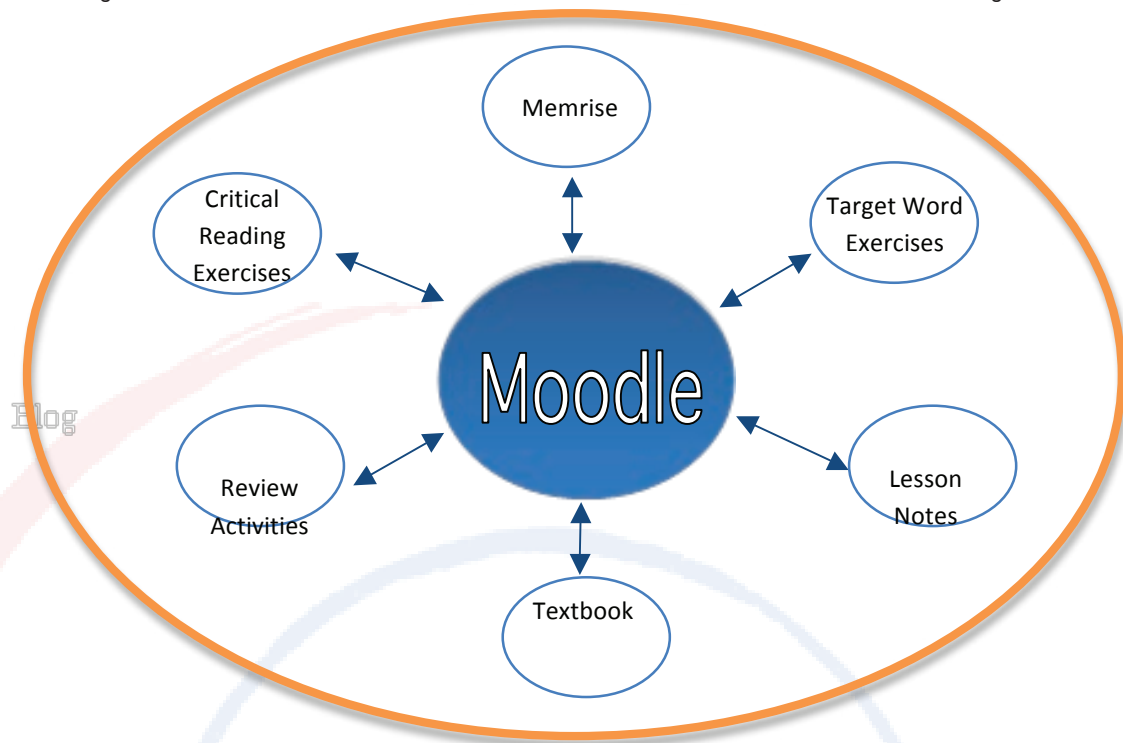 Memrise
Critical
Reading
Exercises
Target Word
Exercises
Moodle
Blog
Review
Activities
Lesson
Notes
Textbook